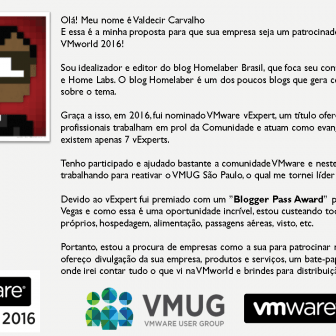 Olá! Meu nome é Valdecir Carvalho
E essa é a minha proposta para que sua empresa seja um patrocinador
VMworld 2016!
Sou idealizador e editor do blog Homelaber Brasil, que foca seu con
e Home Labs. O blog Homelaber é um dos poucos blogs que gera co
sobre o tema.
Graça a isso, em 2016, fui nominado VMware vExpert, um título ofer
profissionais trabalham em prol da Comunidade e atuam como evan
existem apenas 7 vExperts.
Tenho participado e ajudado bastante a comunidade VMware e neste
trabalhando para reativar o VMUG São Paulo, o qual me tornei líder
Devido ao vExpert fui premiado com um "Blogger Pass Award" p
Vegas e como essa é uma oportunidade incrível, estou custeando too
próprios, hospedagem, alimentação, passagens aéreas, visto, etc.
Portanto, estou a procura de empresas como a sua para patrocinar m
ofereço divulgação da sua empresa, produtos e serviços, um bate-pap
onde irei contar tudo o que vi na VMworld e brindes para distribuiçã
are®
2016
VMUG
VMWARE USER GROUP
vmware